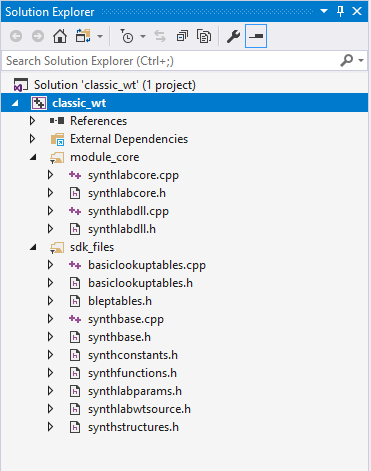 Solution Explorer
Search Solution Explorer (Ctrl+;)
Solution 'classic_wt' (1 project)
classic_wt
References
External Dependencies
module_core
synthlabcore.cpp
synthlabcore.h
synthlabdll.cpp
synthlabdll.h
sdk_files
basiclookuptables.cpp
basiclookuptables.h
bleptables.h
synthbase.cpp
synthbase.h
synthconstants.h
synthfunctions.h
synthlabparams.h
synthlabwtsource.h
synthstructures.h